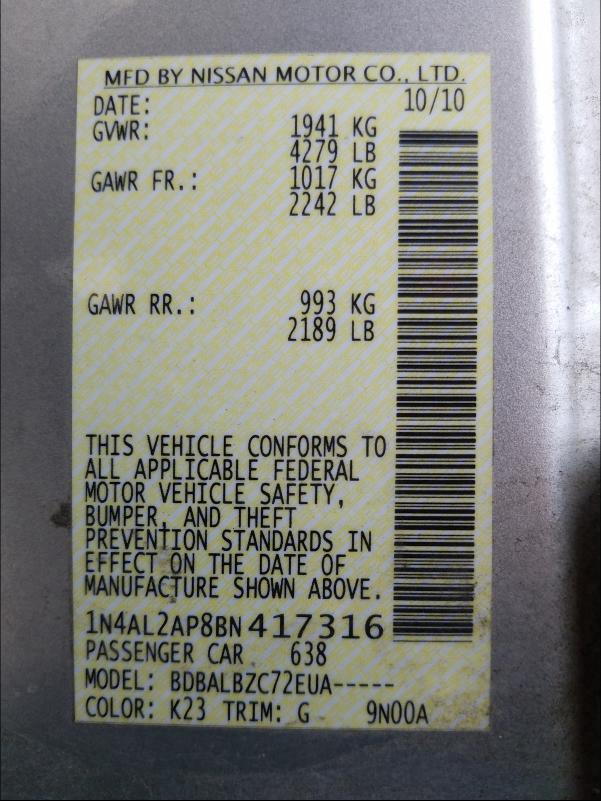 MFD BY NISSAN MOTOR CO., LTD.
DATE: 10/10
GVWR: 1941 KG
4279 LB
GAWR FR.: 1017 KG
2242 LB
GAWR RR.: 993 KG
2189 LB
THIS VEHICLE CONFORMS TO
ALL APPLICABLE FEDERAL
MOTOR VEHICLE SAFETY,
BUMPER, AND THEFT
PREVENTION STANDARDS IN
EFFECT ON THE DATE OF
MANUFACTURE SHOWN ABOVE.
1N4AL2AP8BN417316
PASSENGER CAR 638
MODEL: BDBALBZC72EUA-----
COLOR: K23 TRIM: G 9N00A